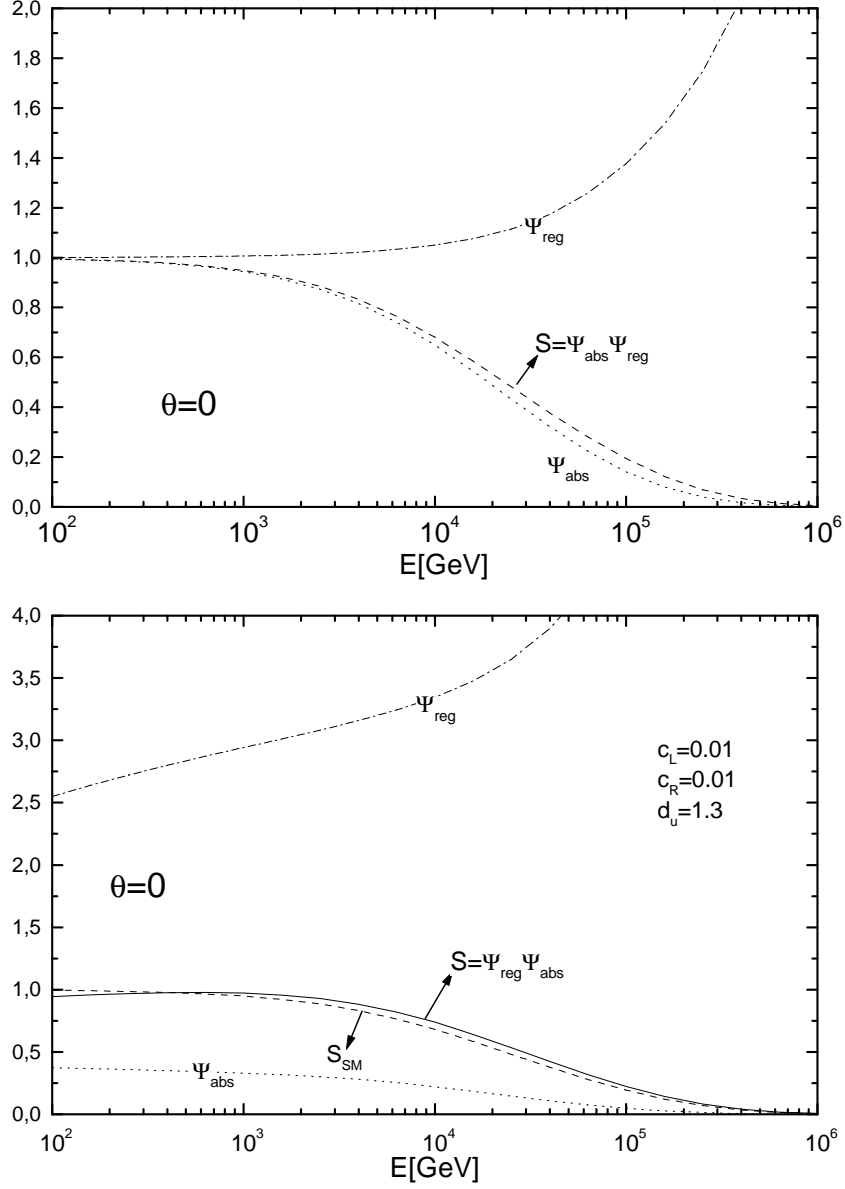 2,0
1,8
1,6
1,4
1,2
1,0
0,8
0,6
0,4
0,2
0,0
Ψreg
S=ΨabsΨreg
Ψabs
θ=0
10² 10³ 10⁴ 10⁵ 10⁶
E[GeV]
4,0
3,5
3,0
2,5
2,0
1,5
1,0
0,5
0,0
Ψreg
cL=0.01
cR=0.01
du=1.3
θ=0
S=ΨregΨabs
SSM
Ψabs
10² 10³ 10⁴ 10⁵ 10⁶
E[GeV]